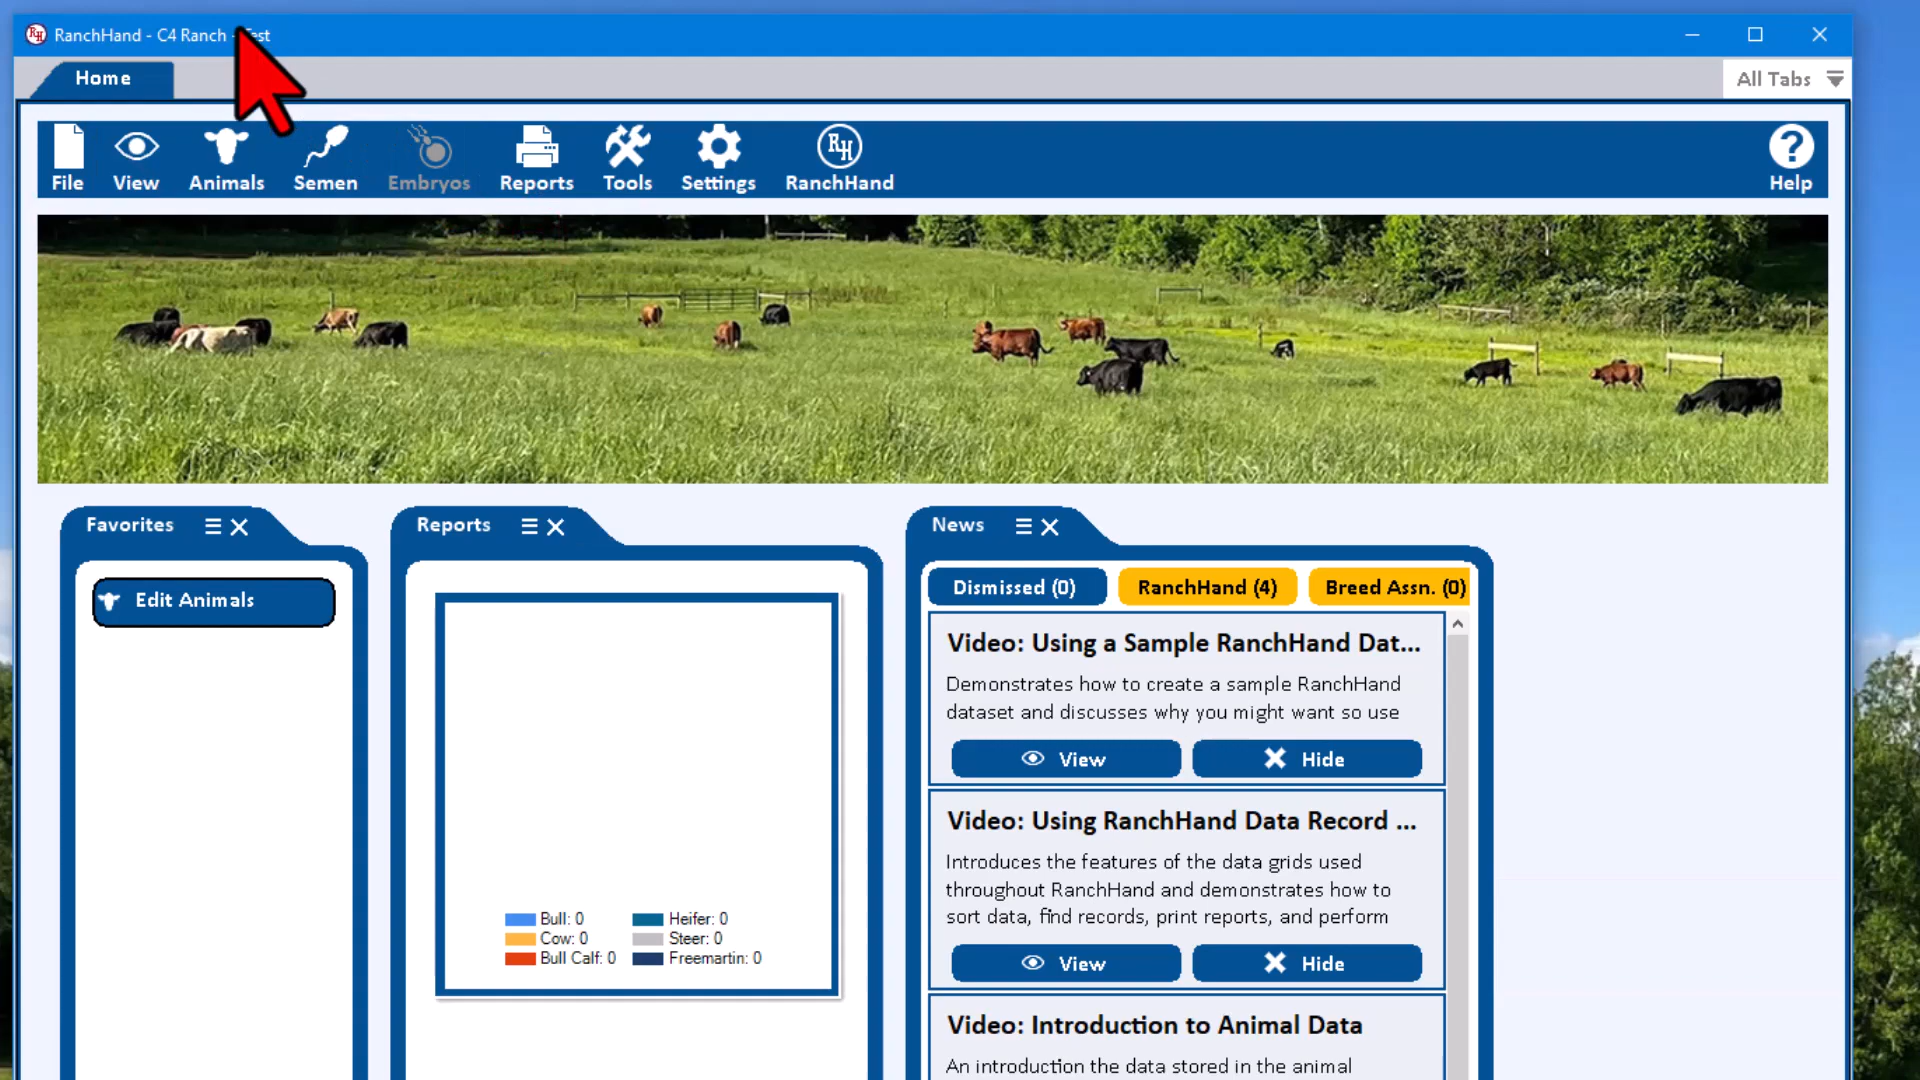 RanchHand - C4 Ranch -
Home
All Tabs
File
View
Animals
Semen
Embryos
Reports
Tools
Settings
RH
RanchHand
?
Help
Favorites
Reports
News
Edit Animals
Dismissed (0)
RanchHand (4)
Breed Assn. (0)
Video: Using a Sample RanchHand Dat...
Demonstrates how to create a sample RanchHand
dataset and discusses why you might want so use
View
Hide
Video: Using RanchHand Data Record ...
Introduces the features of the data grids used
throughout RanchHand and demonstrates how to
sort data, find records, print reports, and perform
View
Hide
Video: Introduction to Animal Data
An introduction the data stored in the animal
Bull: 0
Heifer: 0
Cow: 0
Steer: 0
Bull Calf: 0
Freemartin: 0